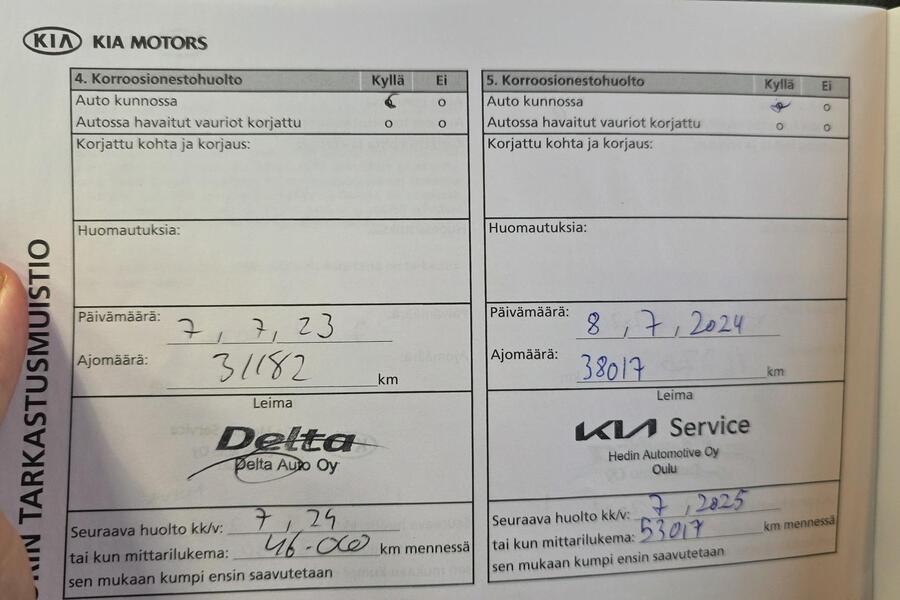 KIA KIA MOTORS
RIN TARKASTUSMUISTIO
4. Korroosionestohuolto Kyllä Ei
Auto kunnossa o
Autossa havaitut vauriot korjattu o o
Korjattu kohta ja korjaus:
Huomautuksia:
Päivämäärä: 7, 7, 23
Ajomäärä: 31182 km
Leima
Delta
Delta Auto Oy
Seuraava huolto kk/v: 7, 24
tai kun mittarilukema: 46.000 km mennessä
sen mukaan kumpi ensin saavutetaan
5. Korroosionestohuolto Kyllä Ei
Auto kunnossa o
Autossa havaitut vauriot korjattu o o
Korjattu kohta ja korjaus:
Huomautuksia:
Päivämäärä: 8, 7, 2024
Ajomäärä: 38017 km
Leima
KIA Service
Hedin Automotive Oy
Oulu
Seuraava huolto kk/v: 7, 2025
tai kun mittarilukema: 53017 km mennessä
sen mukaan kumpi ensin saavutetaan